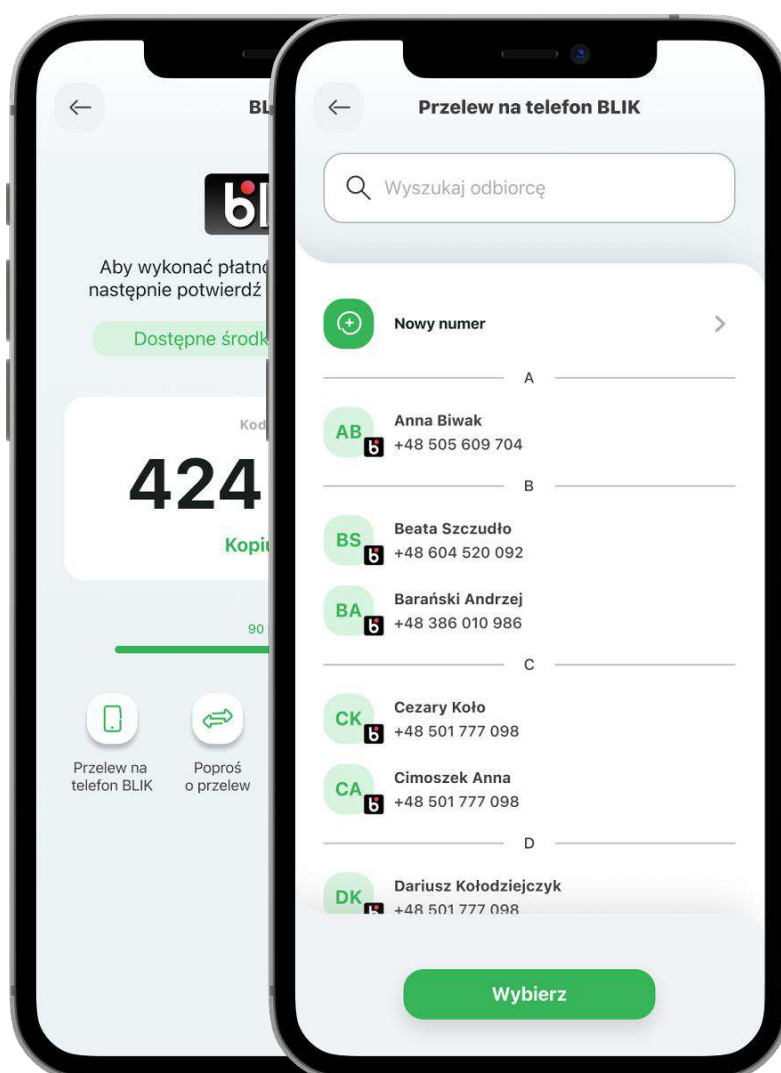 BL
Aby wykonać płatno
następnie potwierdź
Dostępne środk
Kod
424
Kopiu
90
Przelew na
telefon BLIK
Poproś
o przelew
Przelew na telefon BLIK
Wyszukaj odbiorcę
Nowy numer
A
AB
Anna Biwak
+48 505 609 704
B
BS
Beata Szczudło
+48 604 520 092
BA
Barański Andrzej
+48 386 010 986
C
CK
Cezary Koło
+48 501 777 098
CA
Cimoszek Anna
+48 501 777 098
D
DK
Dariusz Kołodziejczyk
+48 501 777 098
Wybierz